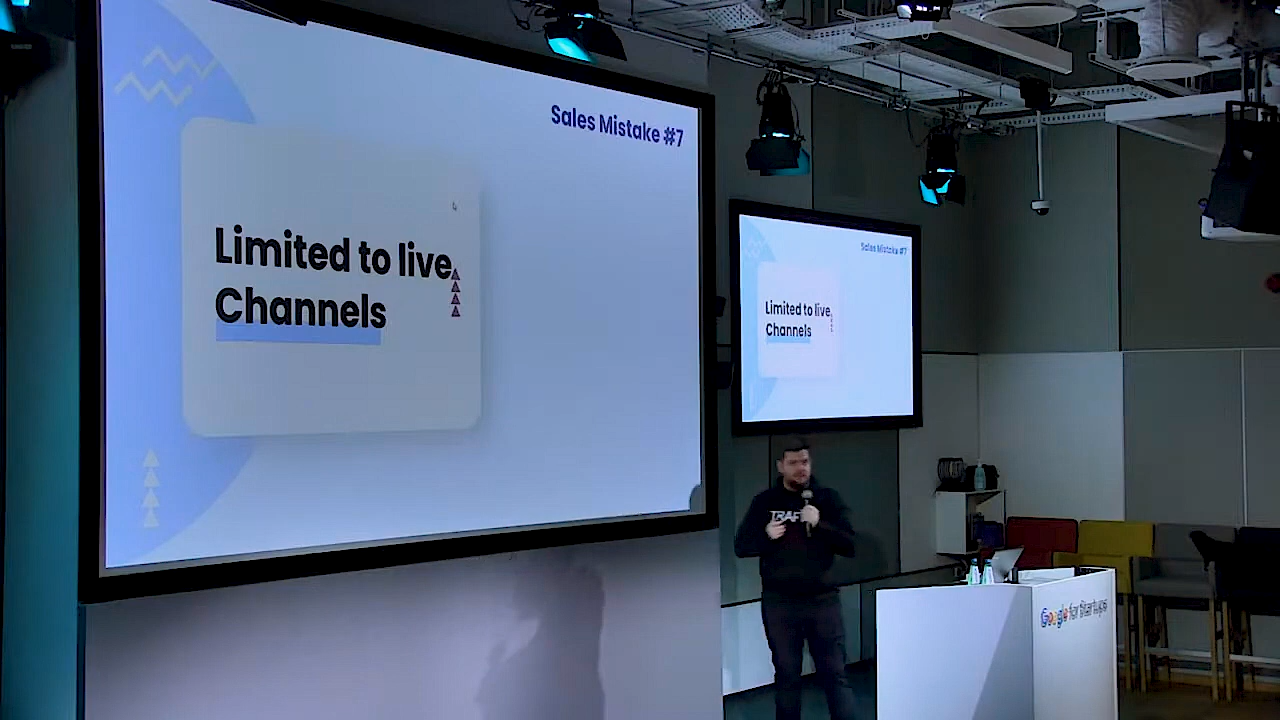 Sales Mistake #7
Limited to live
Channels
Sales Mistake #7
Limited to live
Channels
Google for Startups